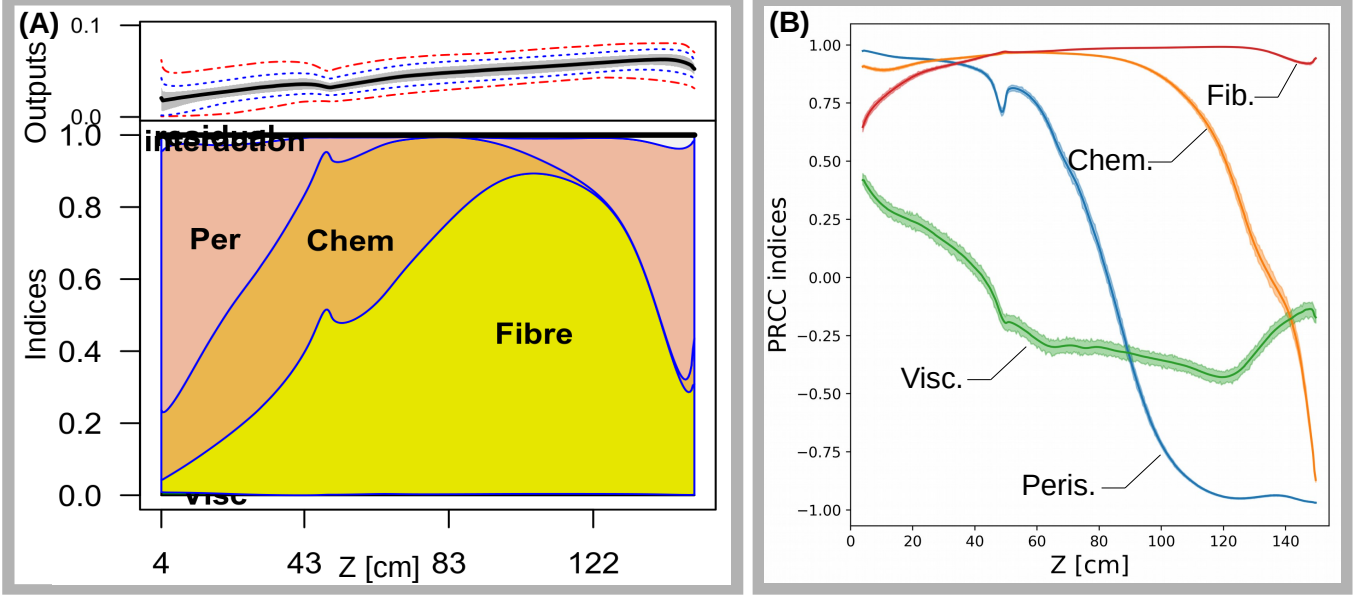 (A)
0.1
Outputs
0.0
1.0
residual
interaction
0.8
Per
Chem
0.6
Indices
Fibre
0.4
0.2
0.0
Visc
4 43 Z [cm] 83 122
(B)
1.00
Fib.
0.75
Chem.
0.50
0.25
PRCC indices
0.00
−0.25
Visc.
−0.50
−0.75
Peris.
−1.00
0 20 40 60 80 100 120 140
Z [cm]